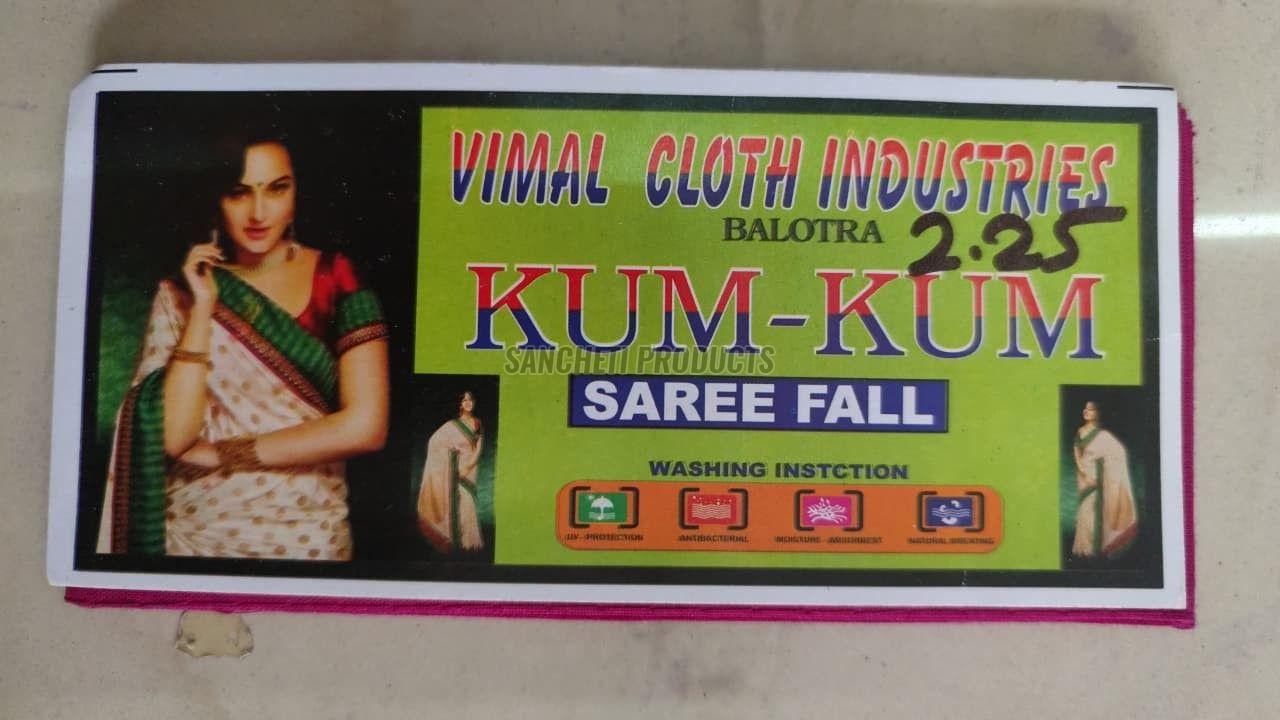 VIMAL CLOTH INDUSTRIES
BALOTRA
2.25
KUM-KUM
SANCHETI PRODUCTS
SAREE FALL
WASHING INSTCTION
UV-PROTECTION ANTIBACTERIAL MOISTURE-ABSORBENT NATURAL BREATING